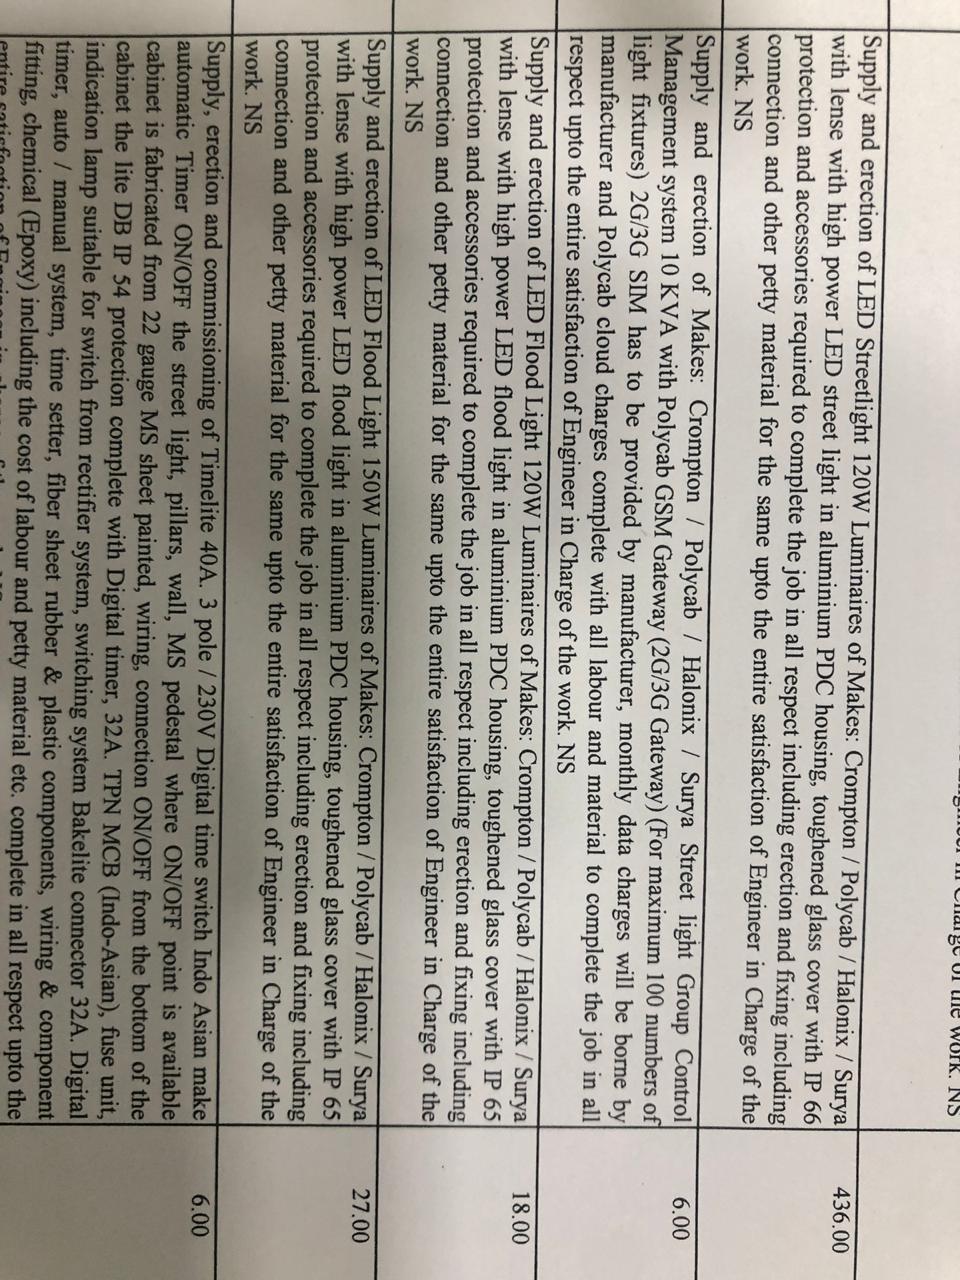 in Charge of the work. NS
Supply and erection of LED Streetlight 120W Luminaires of Makes: Crompton / Polycab / Halonix / Surya
with lense with high power LED street light in aluminium PDC housing, toughened glass cover with IP 66
protection and accessories required to complete the job in all respect including erection and fixing including
connection and other petty material for the same upto the entire satisfaction of Engineer in Charge of the
work. NS
436.00
Supply and erection of Makes: Crompton / Polycab / Halonix / Surya Street light Group Control
Management system 10 KVA with Polycab GSM Gateway (2G/3G Gateway) (For maximum 100 numbers of
light fixtures) 2G/3G SIM has to be provided by manufacturer, monthly data charges will be borne by
manufacturer and Polycab cloud charges complete with all labour and material to complete the job in all
respect upto the entire satisfaction of Engineer in Charge of the work. NS
6.00
Supply and erection of LED Flood Light 120W Luminaires of Makes: Crompton / Polycab / Halonix / Surya
with lense with high power LED flood light in aluminium PDC housing, toughened glass cover with IP 65
protection and accessories required to complete the job in all respect including erection and fixing including
connection and other petty material for the same upto the entire satisfaction of Engineer in Charge of the
work. NS
18.00
Supply and erection of LED Flood Light 150W Luminaires of Makes: Crompton / Polycab / Halonix / Surya
with lense with high power LED flood light in aluminium PDC housing, toughened glass cover with IP 65
protection and accessories required to complete the job in all respect including erection and fixing including
connection and other petty material for the same upto the entire satisfaction of Engineer in Charge of the
work. NS
27.00
Supply, erection and commissioning of Timelite 40A. 3 pole / 230V Digital time switch Indo Asian make
automatic Timer ON/OFF the street light, pillars, wall, MS pedestal where ON/OFF point is available
cabinet is fabricated from 22 gauge MS sheet painted, wiring, connection ON/OFF from the bottom of the
cabinet the lite DB IP 54 protection complete with Digital timer, 32A. TPN MCB (Indo-Asian), fuse unit,
indication lamp suitable for switch from rectifier system, switching system Bakelite connector 32A. Digital
timer, auto / manual system, time setter, fiber sheet rubber & plastic components, wiring & component
fitting, chemical (Epoxy) including the cost of labour and petty material etc. complete in all respect upto the
entire satisfaction of Engineer
6.00